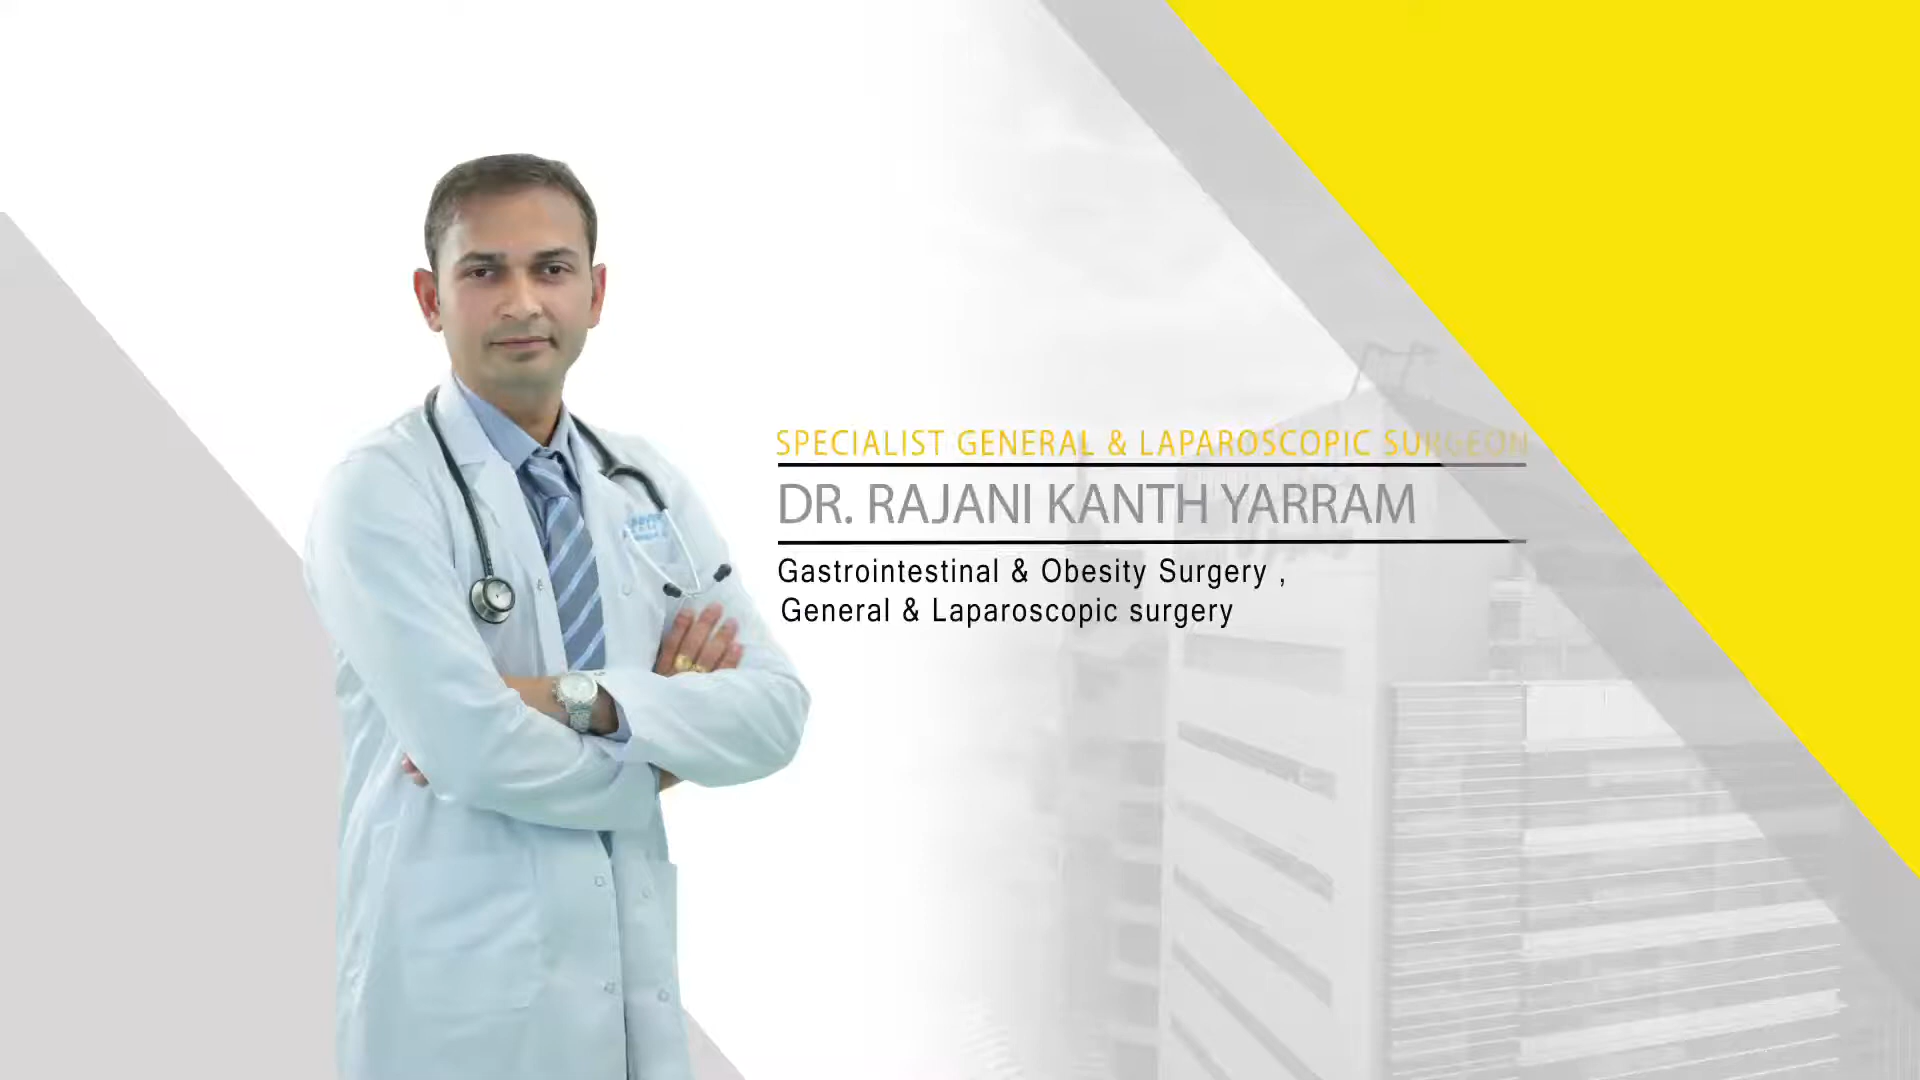 SPECIALIST GENERAL & LAPAROSCOPIC SURGEON
DR. RAJANI KANTH YARRAM
Gastrointestinal & Obesity Surgery ,
General & Laparoscopic surgery